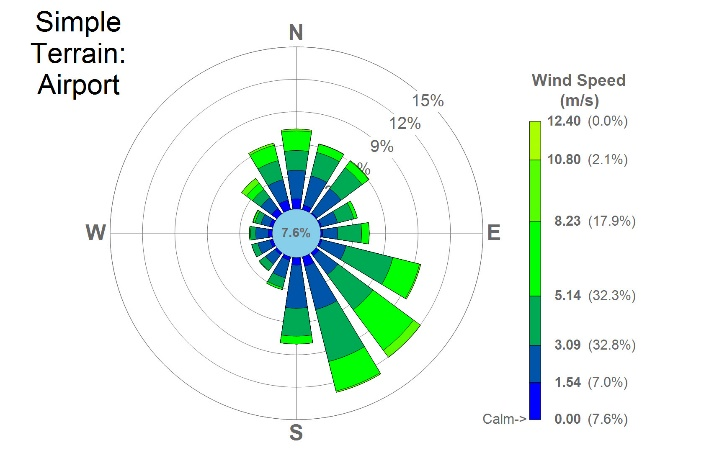 Simple
Terrain:
Airport
N
15%
12%
9%
%
W
7.6%
E
S
Wind Speed
(m/s)
12.40 (0.0%)
10.80 (2.1%)
8.23 (17.9%)
5.14 (32.3%)
3.09 (32.8%)
1.54 (7.0%)
Calm-> 0.00 (7.6%)